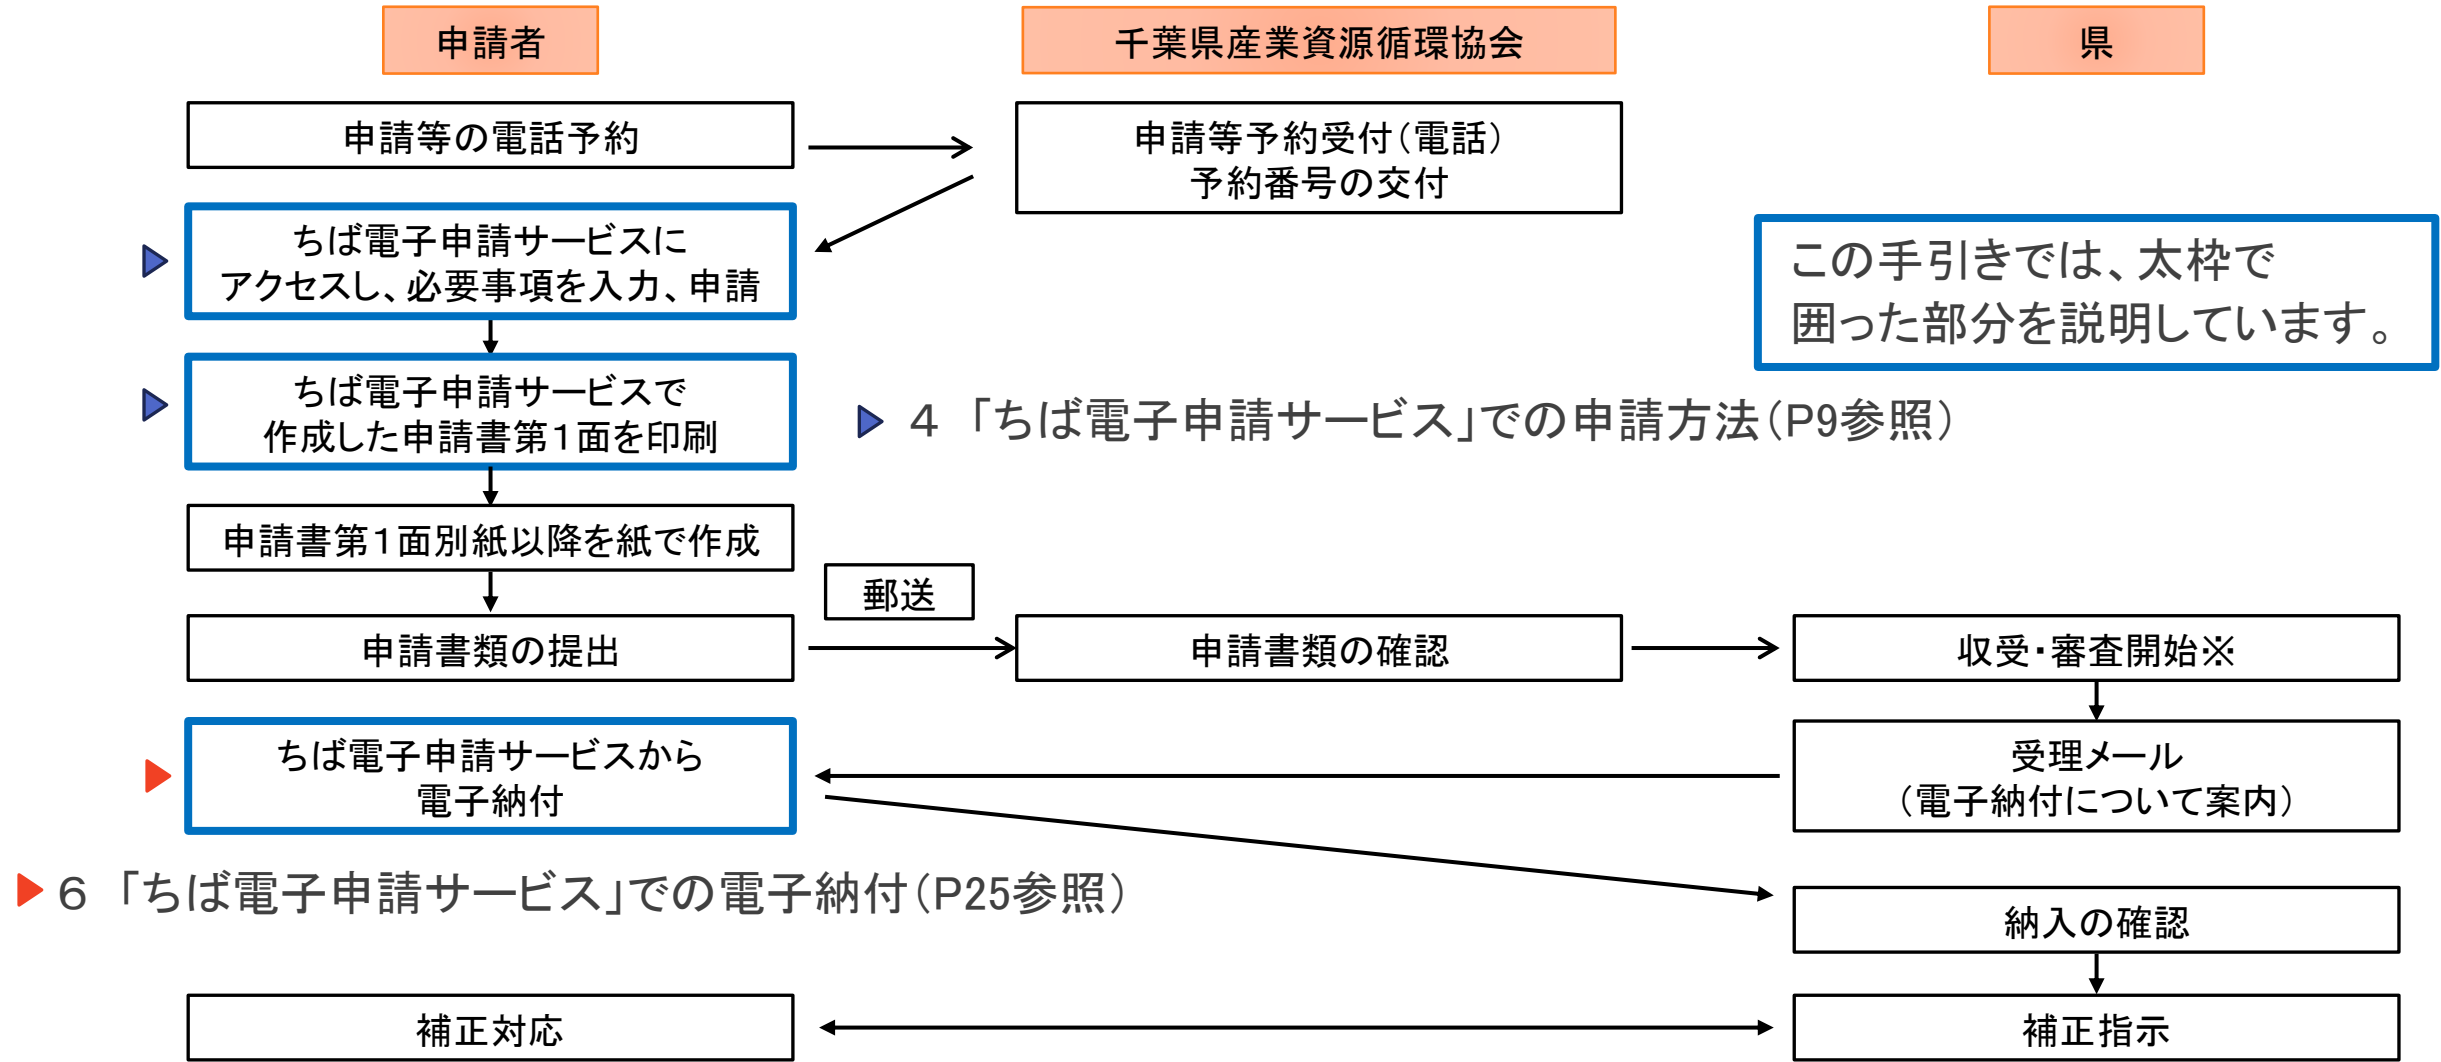 申請者
千葉県産業資源循環協会
県
申請等の電話予約
申請等予約受付（電話）
予約番号の交付
ちば電子申請サービスに
アクセスし、必要事項を入力、申請
この手引きでは、太枠で
囲った部分を説明しています。
ちば電子申請サービスで
作成した申請書第１面を印刷
４ 「ちば電子申請サービス」での申請方法（P9参照）
申請書第１面別紙以降を紙で作成
郵送
申請書類の提出
申請書類の確認
収受・審査開始※
ちば電子申請サービスから
電子納付
受理メール
（電子納付について案内）
６ 「ちば電子申請サービス」での電子納付（P25参照）
納入の確認
補正対応
補正指示